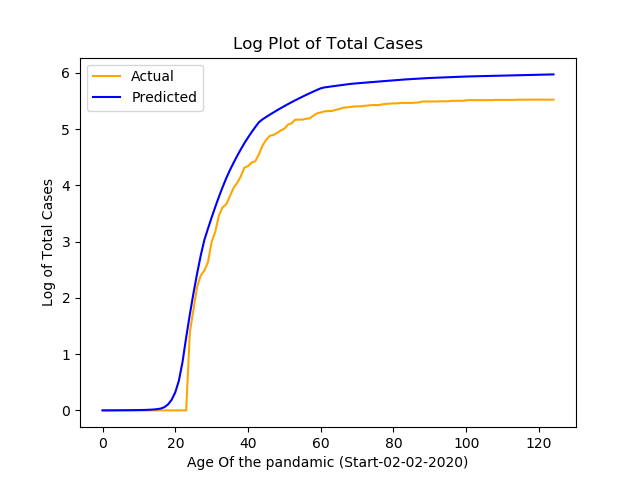 Log Plot of Total Cases
Actual
Predicted
6
5
4
3
2
1
0
Log of Total Cases
0 20 40 60 80 100 120
Age Of the pandamic (Start-02-02-2020)